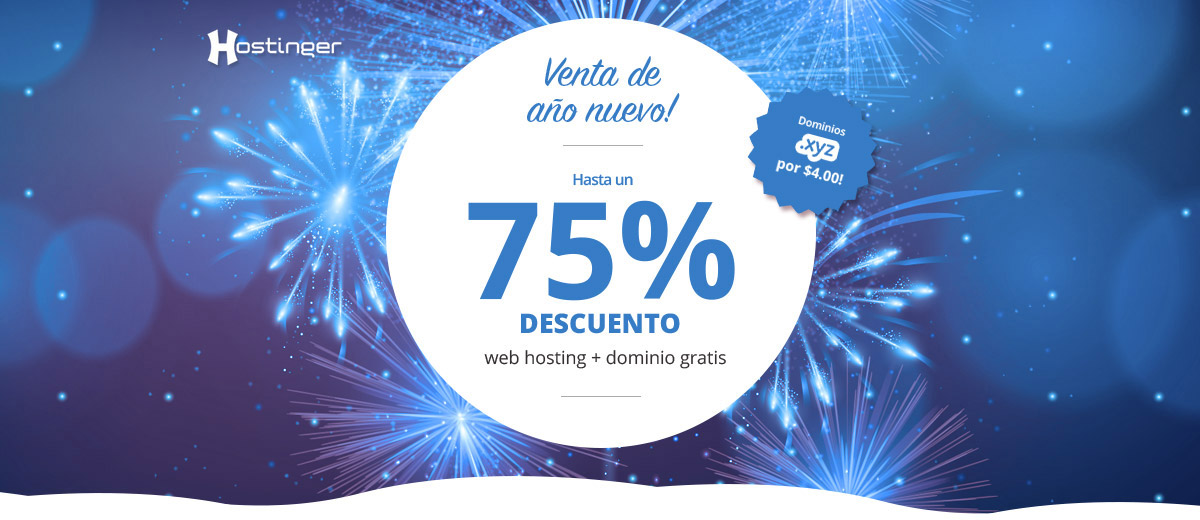 Hostinger
Venta de
año nuevo!
Hasta un
75%
DESCUENTO
web hosting + dominio gratis
Dominios
.xyz
por $4.00!